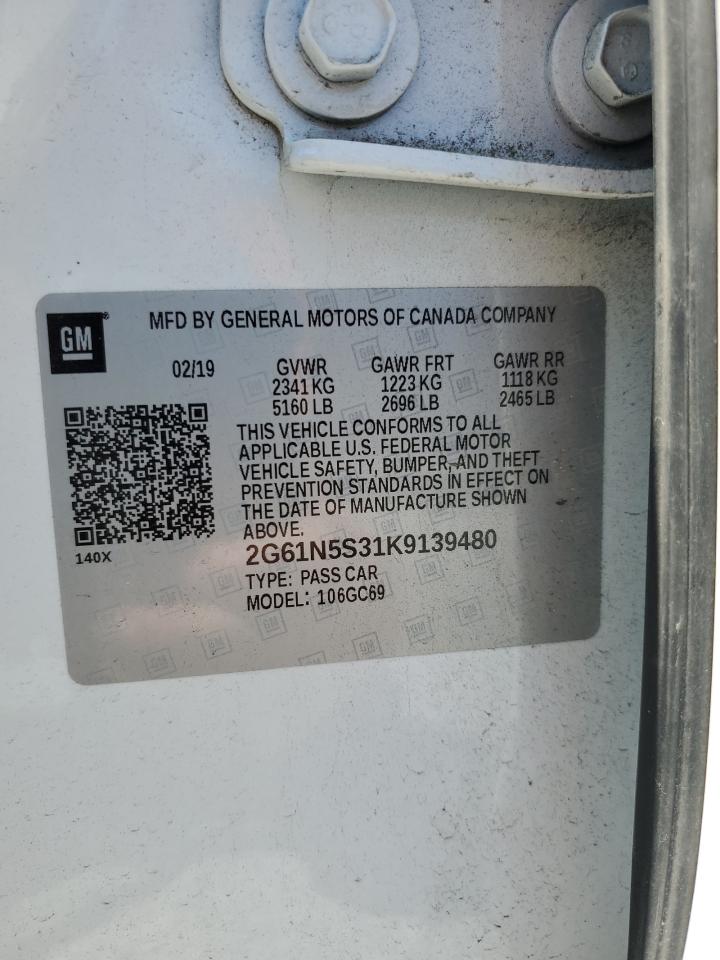 GM
MFD BY GENERAL MOTORS OF CANADA COMPANY
02/19 GVWR GAWR FRT GAWR RR
2341 KG 1223 KG 1118 KG
5160 LB 2696 LB 2465 LB
THIS VEHICLE CONFORMS TO ALL
APPLICABLE U.S. FEDERAL MOTOR
VEHICLE SAFETY, BUMPER, AND THEFT
PREVENTION STANDARDS IN EFFECT ON
THE DATE OF MANUFACTURE SHOWN
ABOVE.
140X
2G61N5S31K9139480
TYPE: PASS CAR
MODEL: 106GC69